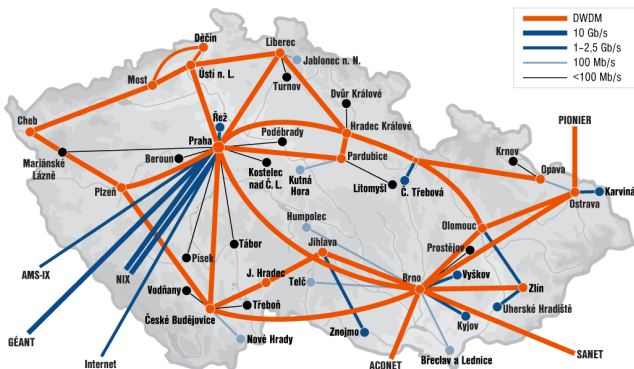 DWDM
10 Gb/s
1–2,5 Gb/s
100 Mb/s
<100 Mb/s
Děčín
Liberec
Jablonec n. N.
Most
Ústí n. L.
Turnov
Dvůr Králové
Cheb
Řež
Praha
Poděbrady
Hradec Králové
PIONIER
Mariánské
Lázně
Beroun
Kostelec
nad Č. L.
Pardubice
Krnov
Opava
Plzeň
Kutná
Hora
Litomyšl
Č. Třebová
Ostrava
Karviná
Humpolec
Olomouc
Tábor
Jihlava
Prostějov
Písek
AMS-IX
NIX
Vodňany
J. Hradec
Telč
Brno
Vyškov
Zlín
Třeboň
České Budějovice
Uherské Hradiště
Kyjov
GÉANT
Nové Hrady
Znojmo
Břeclav a Lednice
SANET
Internet
ACONET